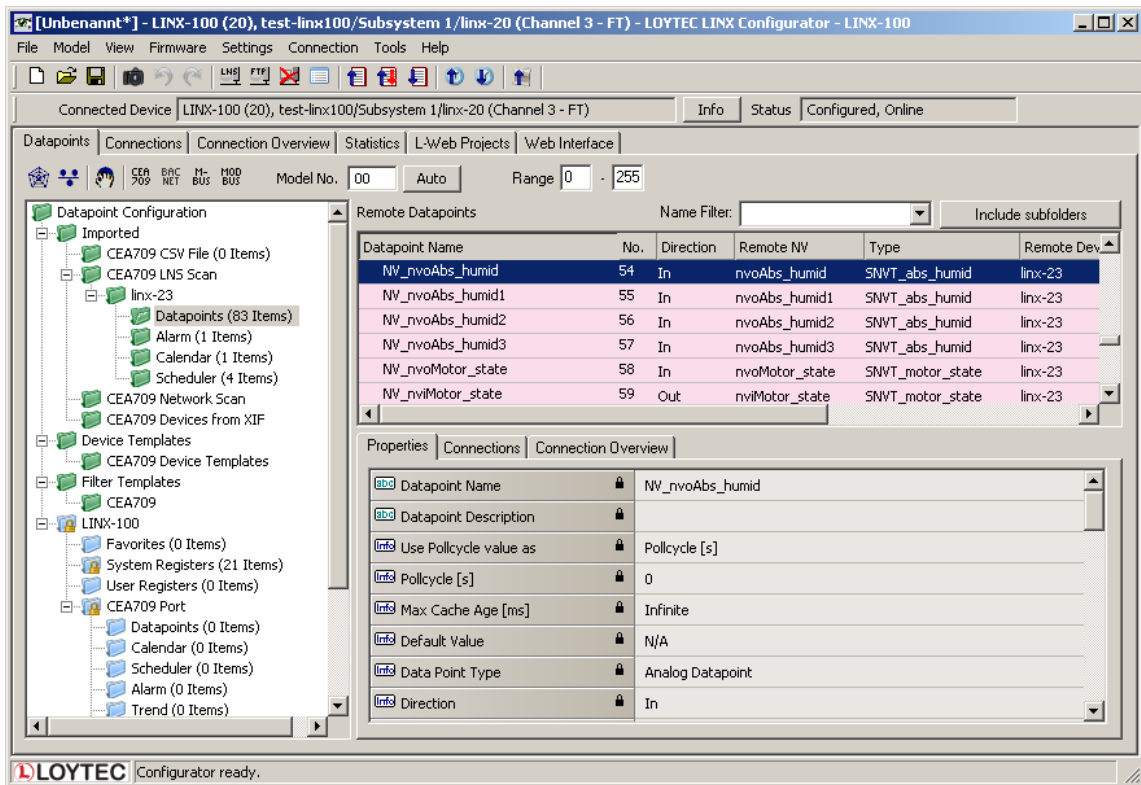 [Unbenannt*] - LINX-100 (20), test-linx100/Subsystem 1/linx-20 (Channel 3 - FT) - LOYTEC LINX Configurator - LINX-100
File Model View Firmware Settings Connection Tools Help
LNS FTP
Connected Device LINX-100 (20), test-linx100/Subsystem 1/linx-20 (Channel 3 - FT) Info Status Configured, Online
Datapoints Connections Connection Overview Statistics L-Web Projects Web Interface
CEA 709 BAC NET M- BUS MOD BUS Model No. 00 Auto Range 0 - 255
Datapoint Configuration
Imported
CEA709 CSV File (0 Items)
CEA709 LNS Scan
linx-23
Datapoints (83 Items)
Alarm (1 Items)
Calendar (1 Items)
Scheduler (4 Items)
CEA709 Network Scan
CEA709 Devices from XIF
Device Templates
CEA709 Device Templates
Filter Templates
CEA709
LINX-100
Favorites (0 Items)
System Registers (21 Items)
User Registers (0 Items)
CEA709 Port
Datapoints (0 Items)
Calendar (0 Items)
Scheduler (0 Items)
Alarm (0 Items)
Trend (0 Items)
Remote Datapoints Name Filter: Include subfolders
Datapoint Name No. Direction Remote NV Type Remote Dev
NV_nvoAbs_humid 54 In nvoAbs_humid SNVT_abs_humid linx-23
NV_nvoAbs_humid1 55 In nvoAbs_humid1 SNVT_abs_humid linx-23
NV_nvoAbs_humid2 56 In nvoAbs_humid2 SNVT_abs_humid linx-23
NV_nvoAbs_humid3 57 In nvoAbs_humid3 SNVT_abs_humid linx-23
NV_nvoMotor_state 58 In nvoMotor_state SNVT_motor_state linx-23
NV_nviMotor_state 59 Out nviMotor_state SNVT_motor_state linx-23
Properties Connections Connection Overview
abc Datapoint Name NV_nvoAbs_humid
abc Datapoint Description
Info Use Pollcycle value as Pollcycle [s]
Info Pollcycle [s] 0
Info Max Cache Age [ms] Infinite
Info Default Value N/A
Info Data Point Type Analog Datapoint
Info Direction In
LOYTEC Configurator ready.